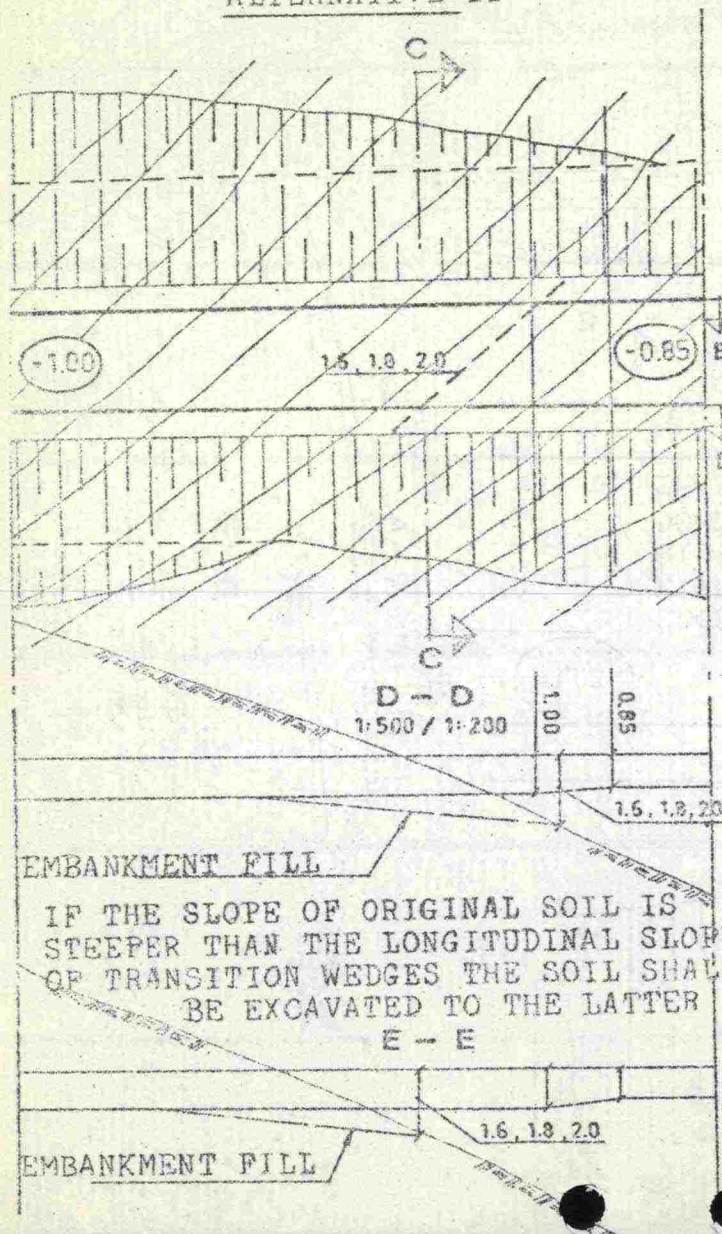 C
-1.00
1.6, 1.8, 2.0
-0.85
C
D - D
1:500 / 1:200
1.00
0.85
1.6, 1.8, 2.0
EMBANKMENT FILL
IF THE SLOPE OF ORIGINAL SOIL IS
STEEPER THAN THE LONGITUDINAL SLOP
OF TRANSITION WEDGES THE SOIL SHAL
BE EXCAVATED TO THE LATTER
E - E
1.6, 1.8, 2.0
EMBANKMENT FILL